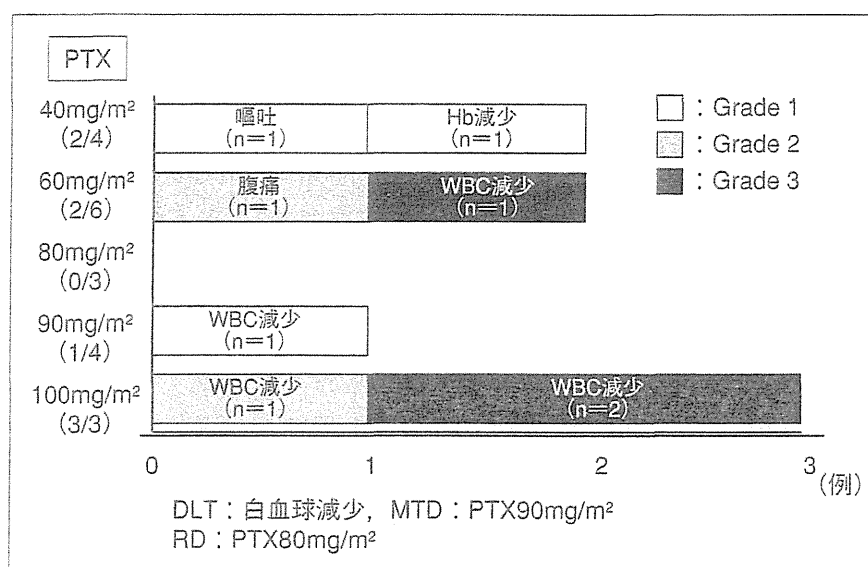 PTX
40mg/m²
(2/4)
嘔吐
(n=1)
Hb減少
(n=1)
60mg/m²
(2/6)
腹痛
(n=1)
WBC減少
(n=1)
80mg/m²
(0/3)
90mg/m²
(1/4)
WBC減少
(n=1)
100mg/m²
(3/3)
WBC減少
(n=1)
WBC減少
(n=2)
□:Grade 1
:Grade 2
:Grade 3
0 1 2 3
(例)
DLT:白血球減少,MTD:PTX90mg/m²
RD:PTX80mg/m²